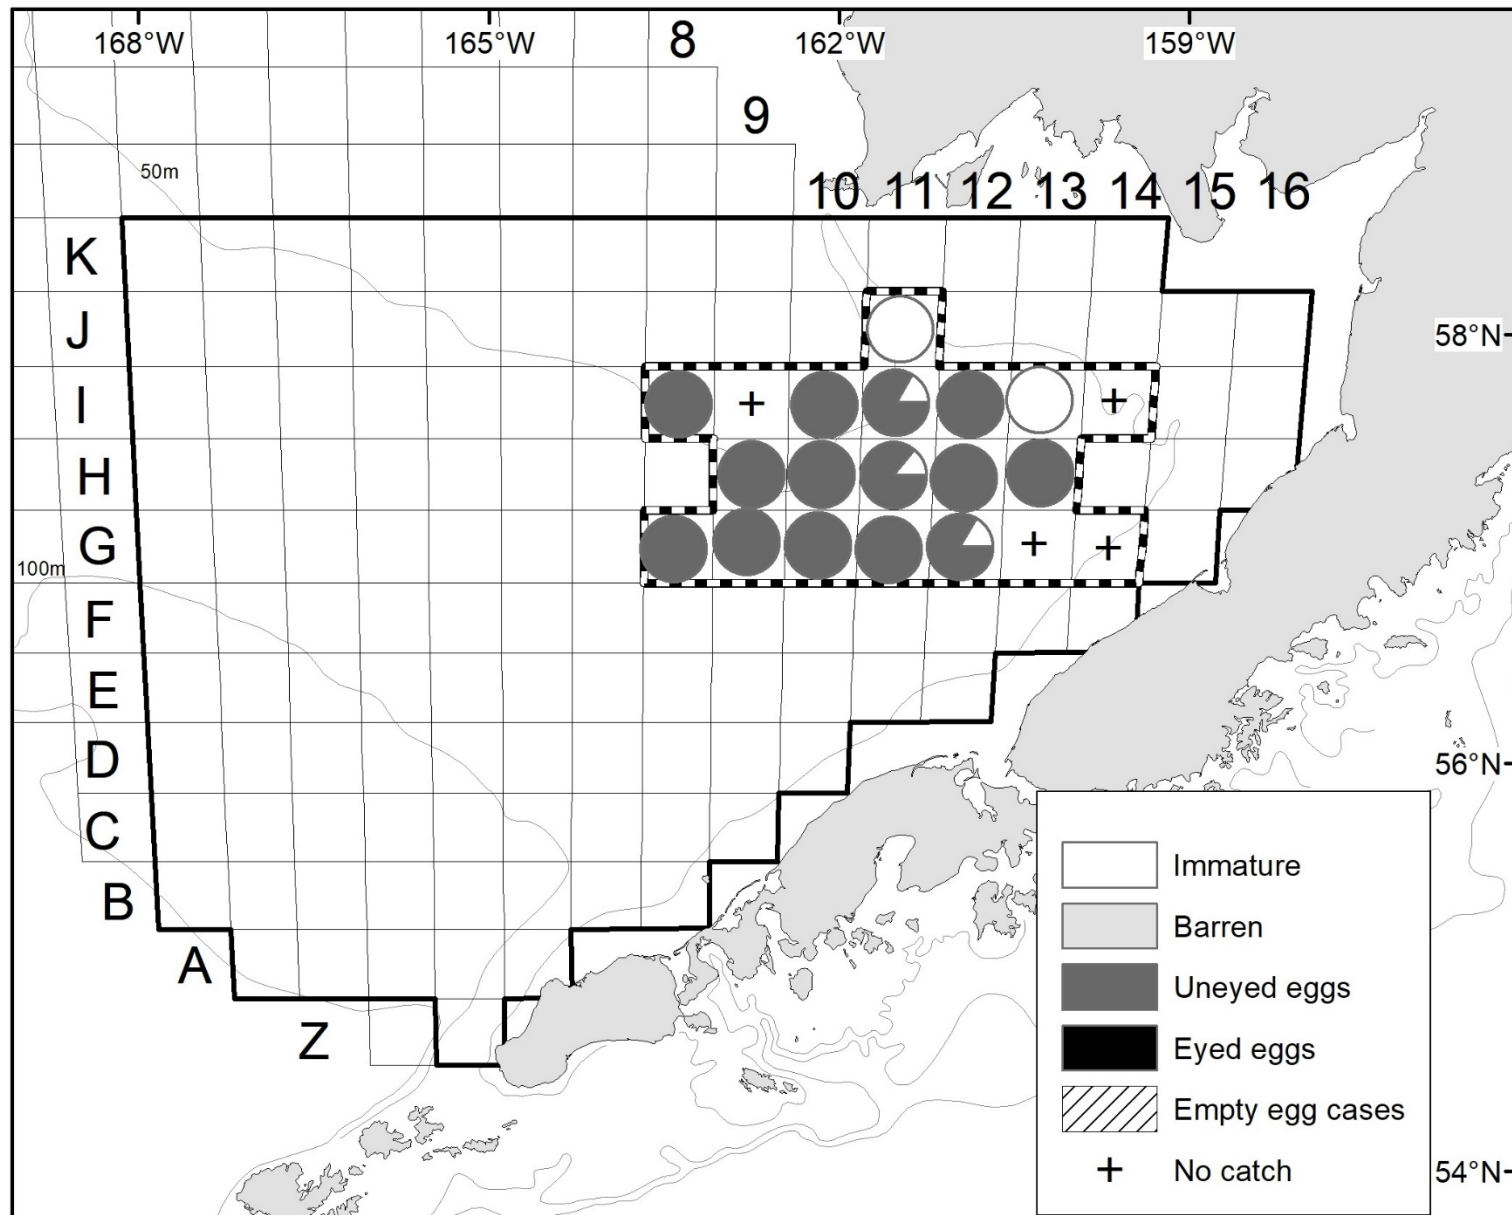 168°W 165°W 8 162°W 159°W
9
50m
10 11 12 13 14 15 16
K
J
58°N
I
+ +
H
G
+ +
100m
F
E
D
56°N
C
B
A
Z
Immature
Barren
Uneyed eggs
Eyed eggs
Empty egg cases
+ No catch
54°N